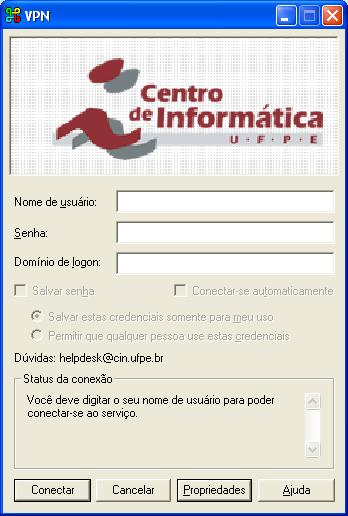 VPN
Centro
de Informática
U·F·P·E
Nome de usuário:
Senha:
Domínio de logon:
Salvar senha
Conectar-se automaticamente
Salvar estas credenciais somente para meu uso
Permitir que qualquer pessoa use estas credenciais
Dúvidas: helpdesk@cin.ufpe.br
Status da conexão
Você deve digitar o seu nome de usuário para poder
conectar-se ao serviço.
Conectar
Cancelar
Propriedades
Ajuda